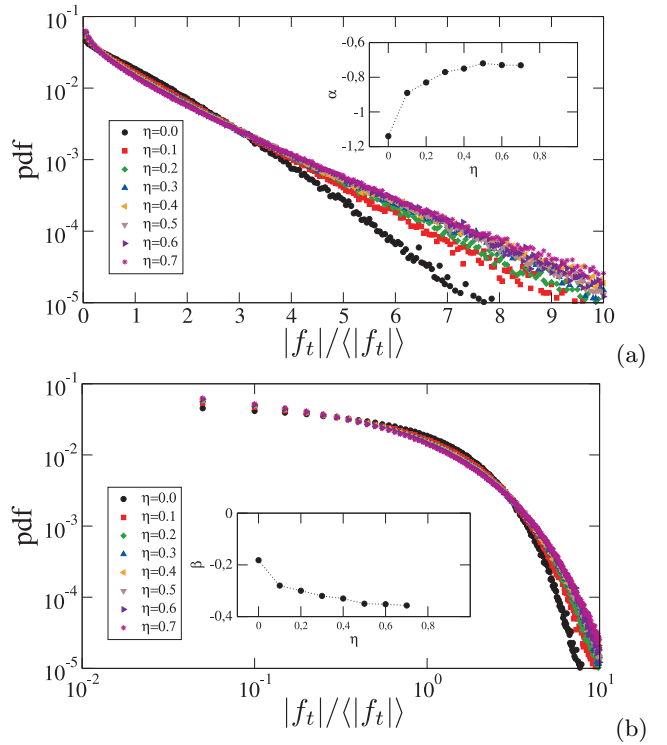 10^-1
10^-2
10^-3
10^-4
10^-5
pdf
0 1 2 3 4 5 6 7 8 9 10
|f_t|/⟨|f_t|⟩
(a)
η=0.0
η=0.1
η=0.2
η=0.3
η=0.4
η=0.5
η=0.6
η=0.7
-0,6
-0,8
-1
-1,2
α
0 0,2 0,4 0,6 0,8
η
10^-1
10^-2
10^-3
10^-4
10^-5
pdf
10^-2 10^-1 10^0 10^1
|f_t|/⟨|f_t|⟩
(b)
η=0.0
η=0.1
η=0.2
η=0.3
η=0.4
η=0.5
η=0.6
η=0.7
0
-0,2
-0,4
β
0 0,2 0,4 0,6 0,8
η